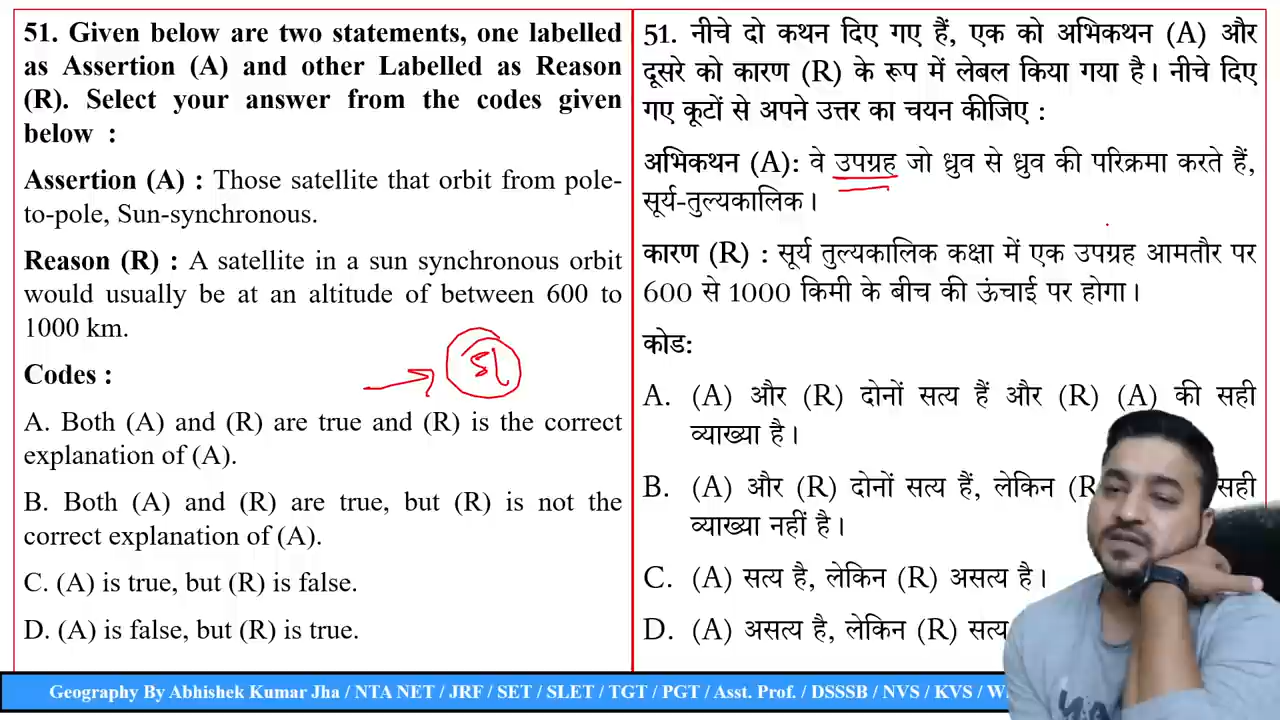 51. Given below are two statements, one labelled
as Assertion (A) and other Labelled as Reason
(R). Select your answer from the codes given
below :
Assertion (A) : Those satellite that orbit from pole-
to-pole, Sun-synchronous.
Reason (R) : A satellite in a sun synchronous orbit
would usually be at an altitude of between 600 to
1000 km.
Codes :
A. Both (A) and (R) are true and (R) is the correct
explanation of (A).
B. Both (A) and (R) are true, but (R) is not the
correct explanation of (A).
C. (A) is true, but (R) is false.
D. (A) is false, but (R) is true.
51. नीचे दो कथन दिए गए हैं, एक को अभिकथन (A) और
दूसरे को कारण (R) के रूप में लेबल किया गया है। नीचे दिए
गए कूटों से अपने उत्तर का चयन कीजिए :
अभिकथन (A): वे उपग्रह जो ध्रुव से ध्रुव की परिक्रमा करते हैं,
सूर्य-तुल्यकालिक।
कारण (R) : सूर्य तुल्यकालिक कक्षा में एक उपग्रह आमतौर पर
600 से 1000 किमी के बीच की ऊंचाई पर होगा।
कोड:
A. (A) और (R) दोनों सत्य हैं और (R) (A) की सही
व्याख्या है।
B. (A) और (R) दोनों सत्य हैं, लेकिन (R सही
व्याख्या नहीं है।
C. (A) सत्य है, लेकिन (R) असत्य है।
D. (A) असत्य है, लेकिन (R) सत्य
51
Geography By Abhishek Kumar Jha / NTA NET / JRF / SET / SLET / TGT / PGT / Asst. Prof. / DSSSB / NVS / KVS /